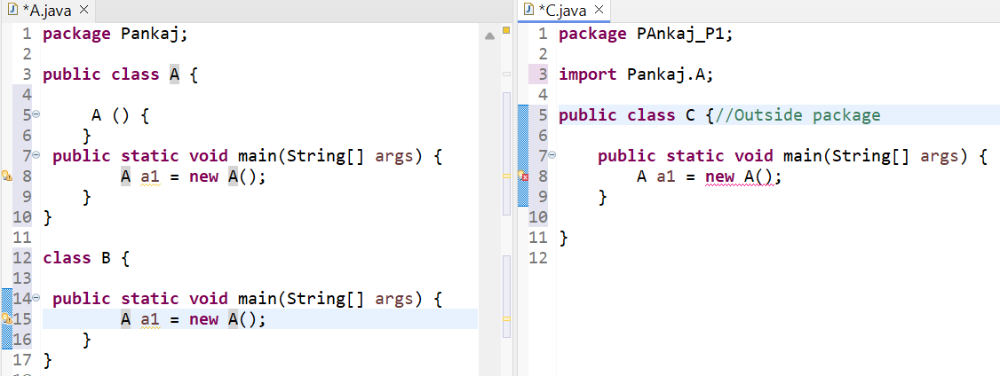 *A.java
1 package Pankaj;
2
3 public class A {
4
5 A () {
6 }
7 public static void main(String[] args) {
8 A a1 = new A();
9 }
10 }
11
12 class B {
13
14 public static void main(String[] args) {
15 A a1 = new A();
16 }
17 }
*C.java
1 package PAnkaj_P1;
2
3 import Pankaj.A;
4
5 public class C {//Outside package
6
7 public static void main(String[] args) {
8 A a1 = new A();
9 }
10
11 }
12